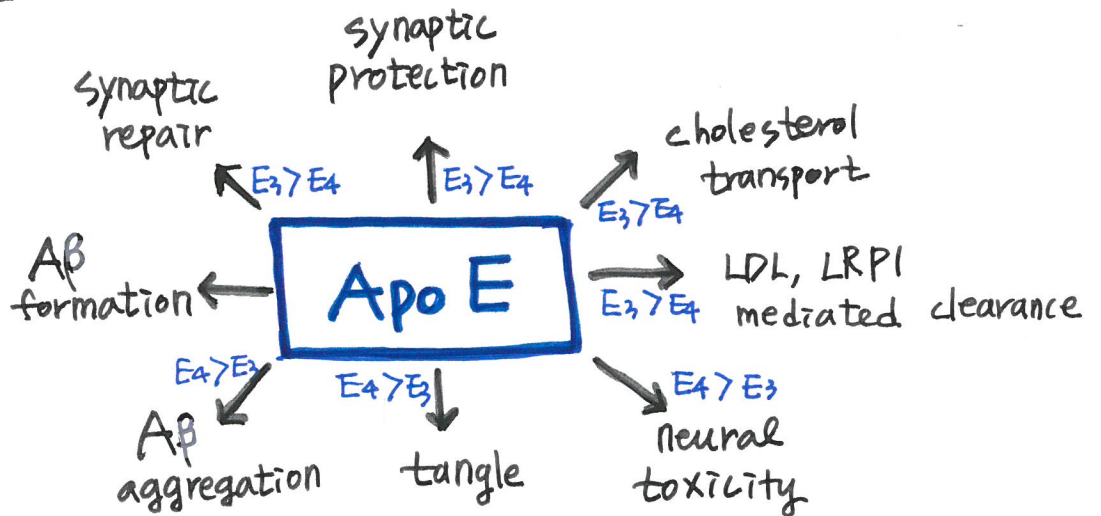 synaptic
protection
synaptic
repair
cholesterol
transport
E3>E4
E3>E4
E3>E4
Aβ
formation
Apo E
LDL, LRP1
mediated clearance
E3>E4
E4>E3
E4>E3
E4>E3
Aβ
aggregation
tangle
neural
toxicity